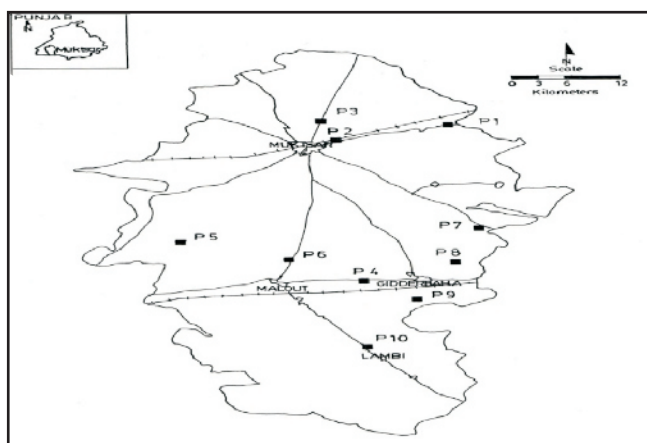 PUNJAB
N
Muktsar
N
Scale
0 3 6 12
Kilometers
P3
P1
P2
MUKTSAR
P7
P5
P6
P8
P4
GIDDERBAHA
MALOUT
P9
P10
LAMBI